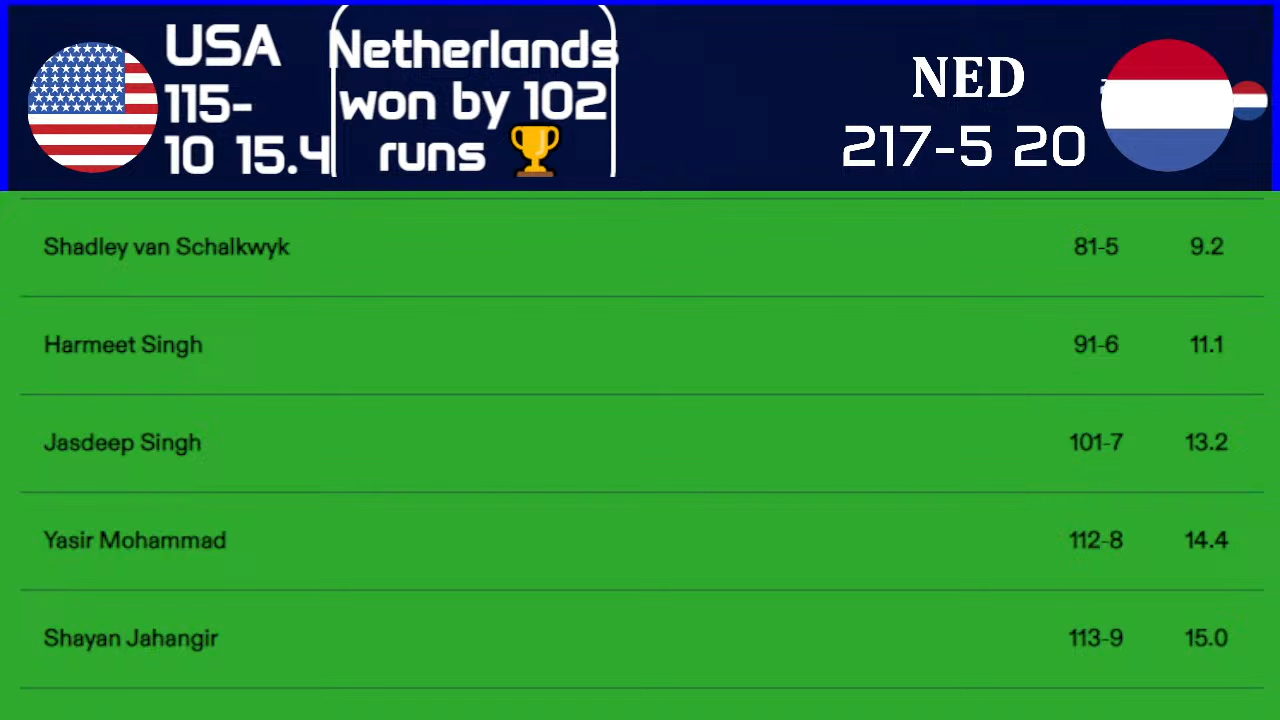 USA
115-
10 15.4
Netherlands
won by 102
runs 🏆
NED
217-5 20
Shadley van Schalkwyk 81-5 9.2
Harmeet Singh 91-6 11.1
Jasdeep Singh 101-7 13.2
Yasir Mohammad 112-8 14.4
Shayan Jahangir 113-9 15.0